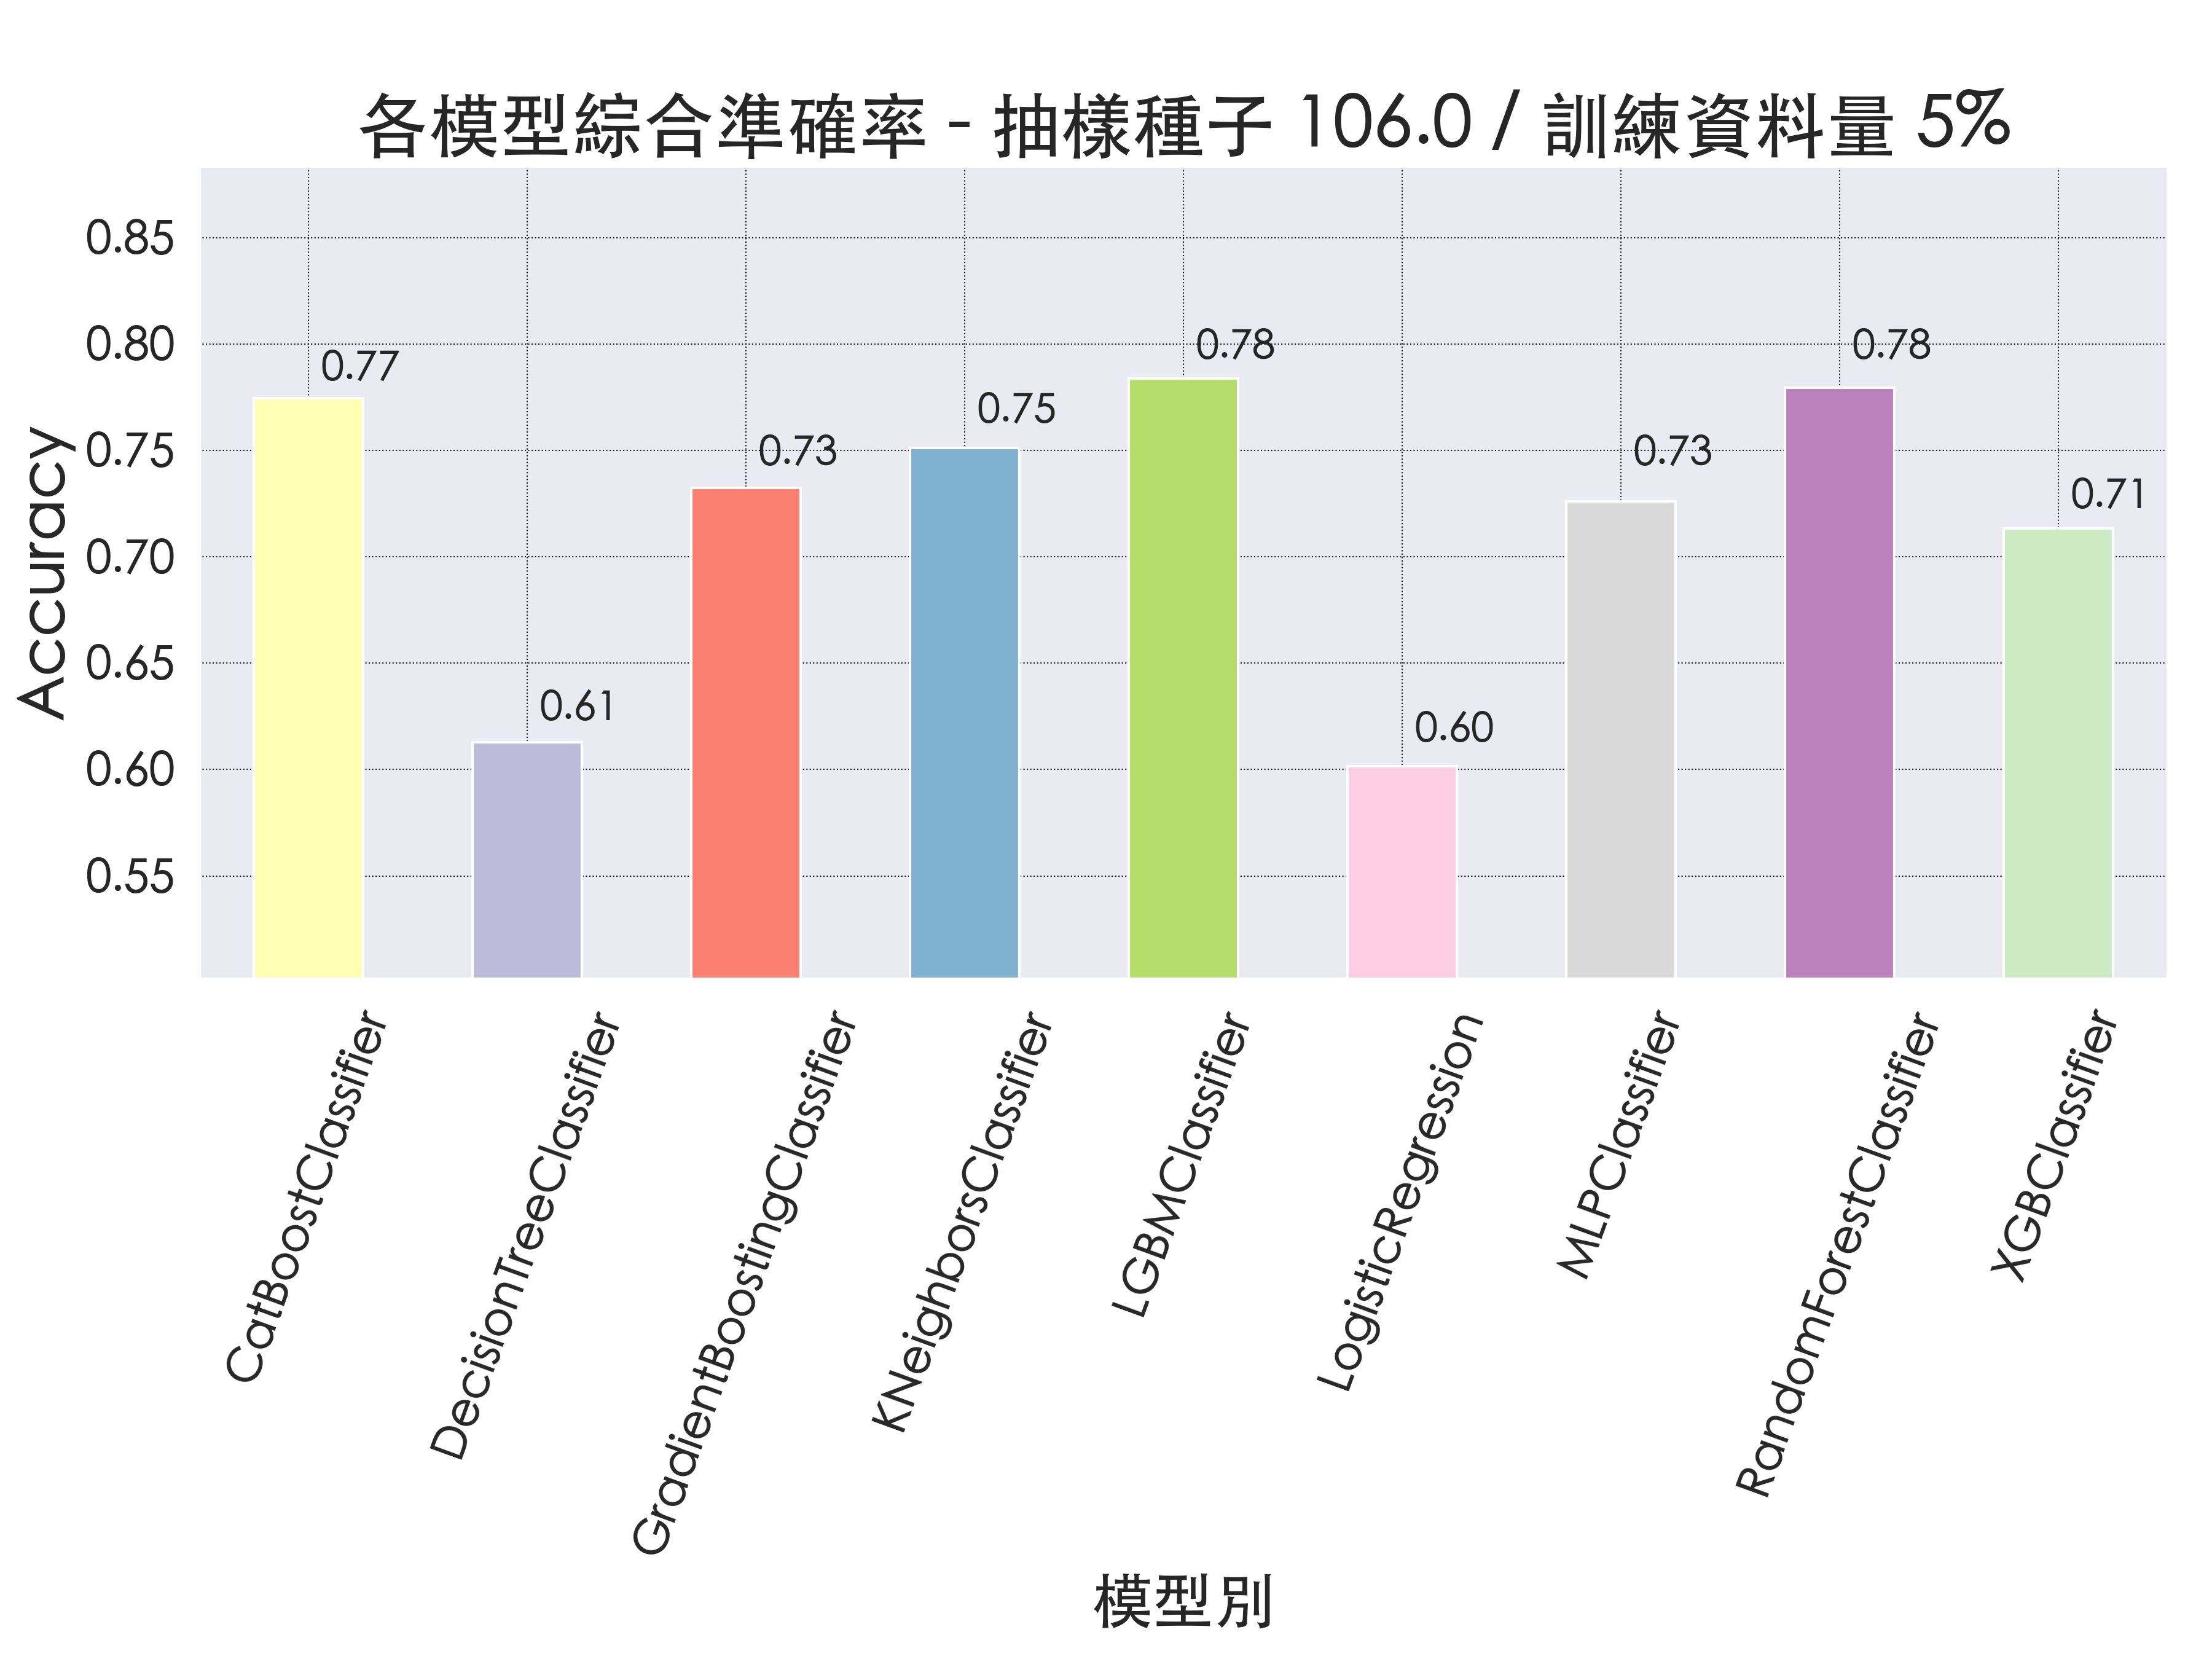 各模型綜合準確率 - 抽樣種子 106.0 / 訓練資料量 5%
Accuracy
0.85
0.80
0.75
0.70
0.65
0.60
0.55
0.77
0.61
0.73
0.75
0.78
0.60
0.73
0.78
0.71
CatBoostClassifier
DecisionTreeClassifier
GradientBoostingClassifier
KNeighborsClassifier
LGBMClassifier
LogisticRegression
MLPClassifier
RandomForestClassifier
XGBClassifier
模型別